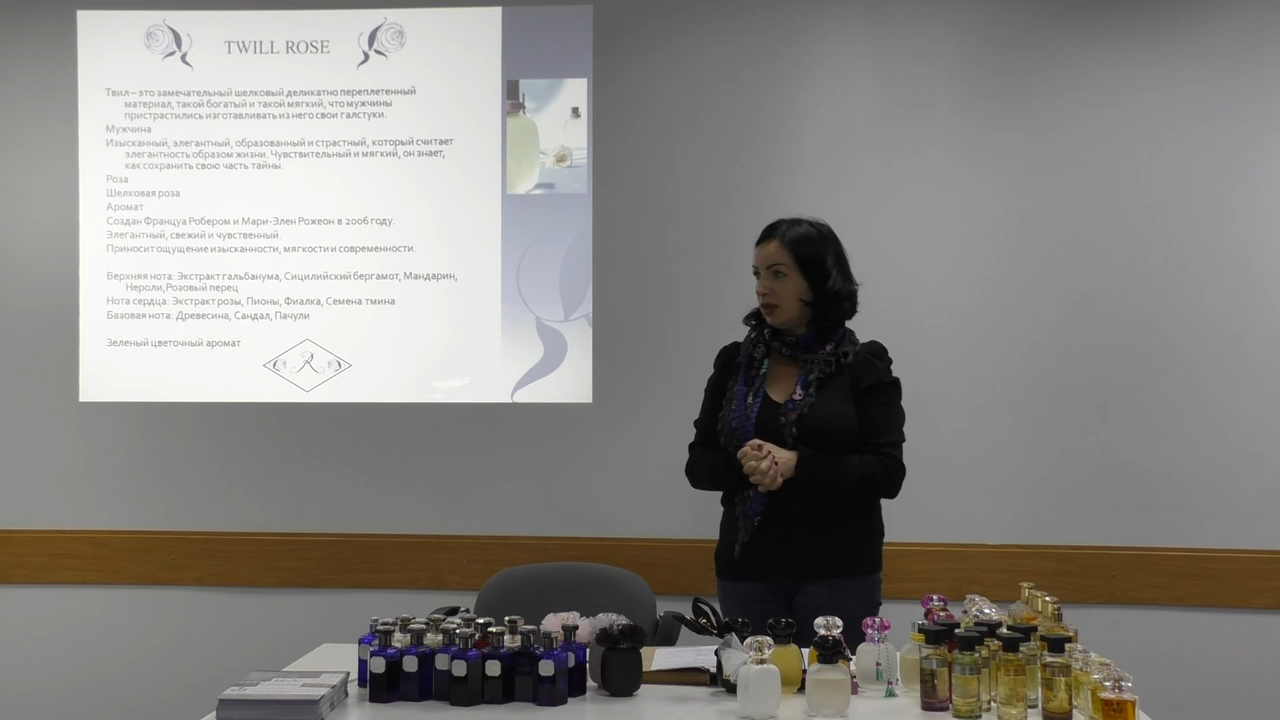 TWILL ROSE
Твил – это замечательный шелковый деликатно переплетенный
материал, такой богатый и такой мягкий, что мужчины
пристрастились изготавливать из него свои галстуки.
Мужчина
Изысканный, элегантный, образованный и страстный, который считает
элегантность образом жизни. Чувствительный и мягкий, он знает,
как сохранить свою часть тайны.
Роза
Шелковая роза
Аромат
Создан Француа Робером и Мари-Элен Рожеон в 2006 году.
Элегантный, свежий и чувственный.
Приносит ощущение изысканности, мягкости и современности.
Верхняя нота: Экстракт гальбанума, Сицилийский бергамот, Мандарин,
Нероли,Розовый перец
Нота сердца: Экстракт розы, Пионы, Фиалка, Семена тмина
Базовая нота: Древесина, Сандал, Пачули
Зеленый цветочный аромат
R